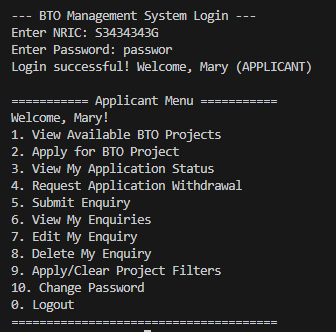 --- BTO Management System Login ---
Enter NRIC: S3434343G
Enter Password: passwor
Login successful! Welcome, Mary (APPLICANT)

=========== Applicant Menu ===========
Welcome, Mary!
1. View Available BTO Projects
2. Apply for BTO Project
3. View My Application Status
4. Request Application Withdrawal
5. Submit Enquiry
6. View My Enquiries
7. Edit My Enquiry
8. Delete My Enquiry
9. Apply/Clear Project Filters
10. Change Password
0. Logout
======================================